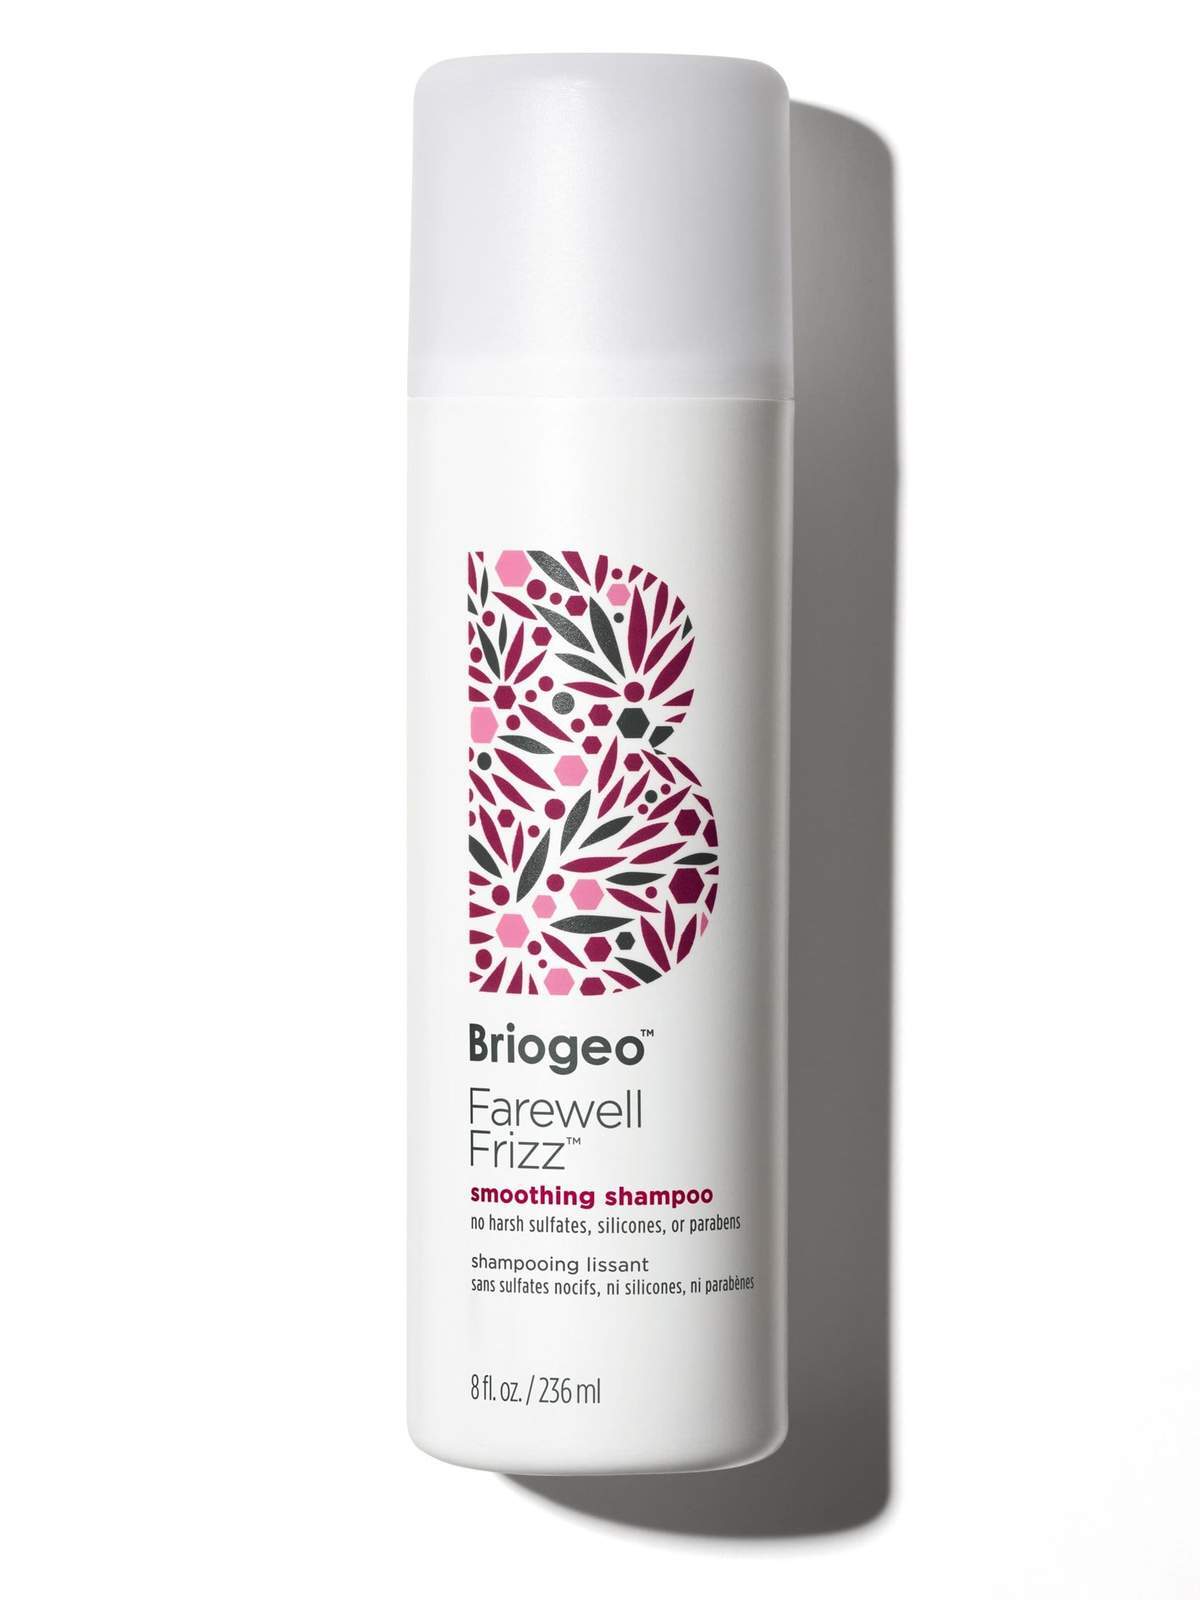 B
Briogeo™
Farewell
Frizz™
smoothing shampoo
no harsh sulfates, silicones, or parabens
shampooing lissant
sans sulfates nocifs, ni silicones, ni parabènes
8 fl. oz. / 236 ml